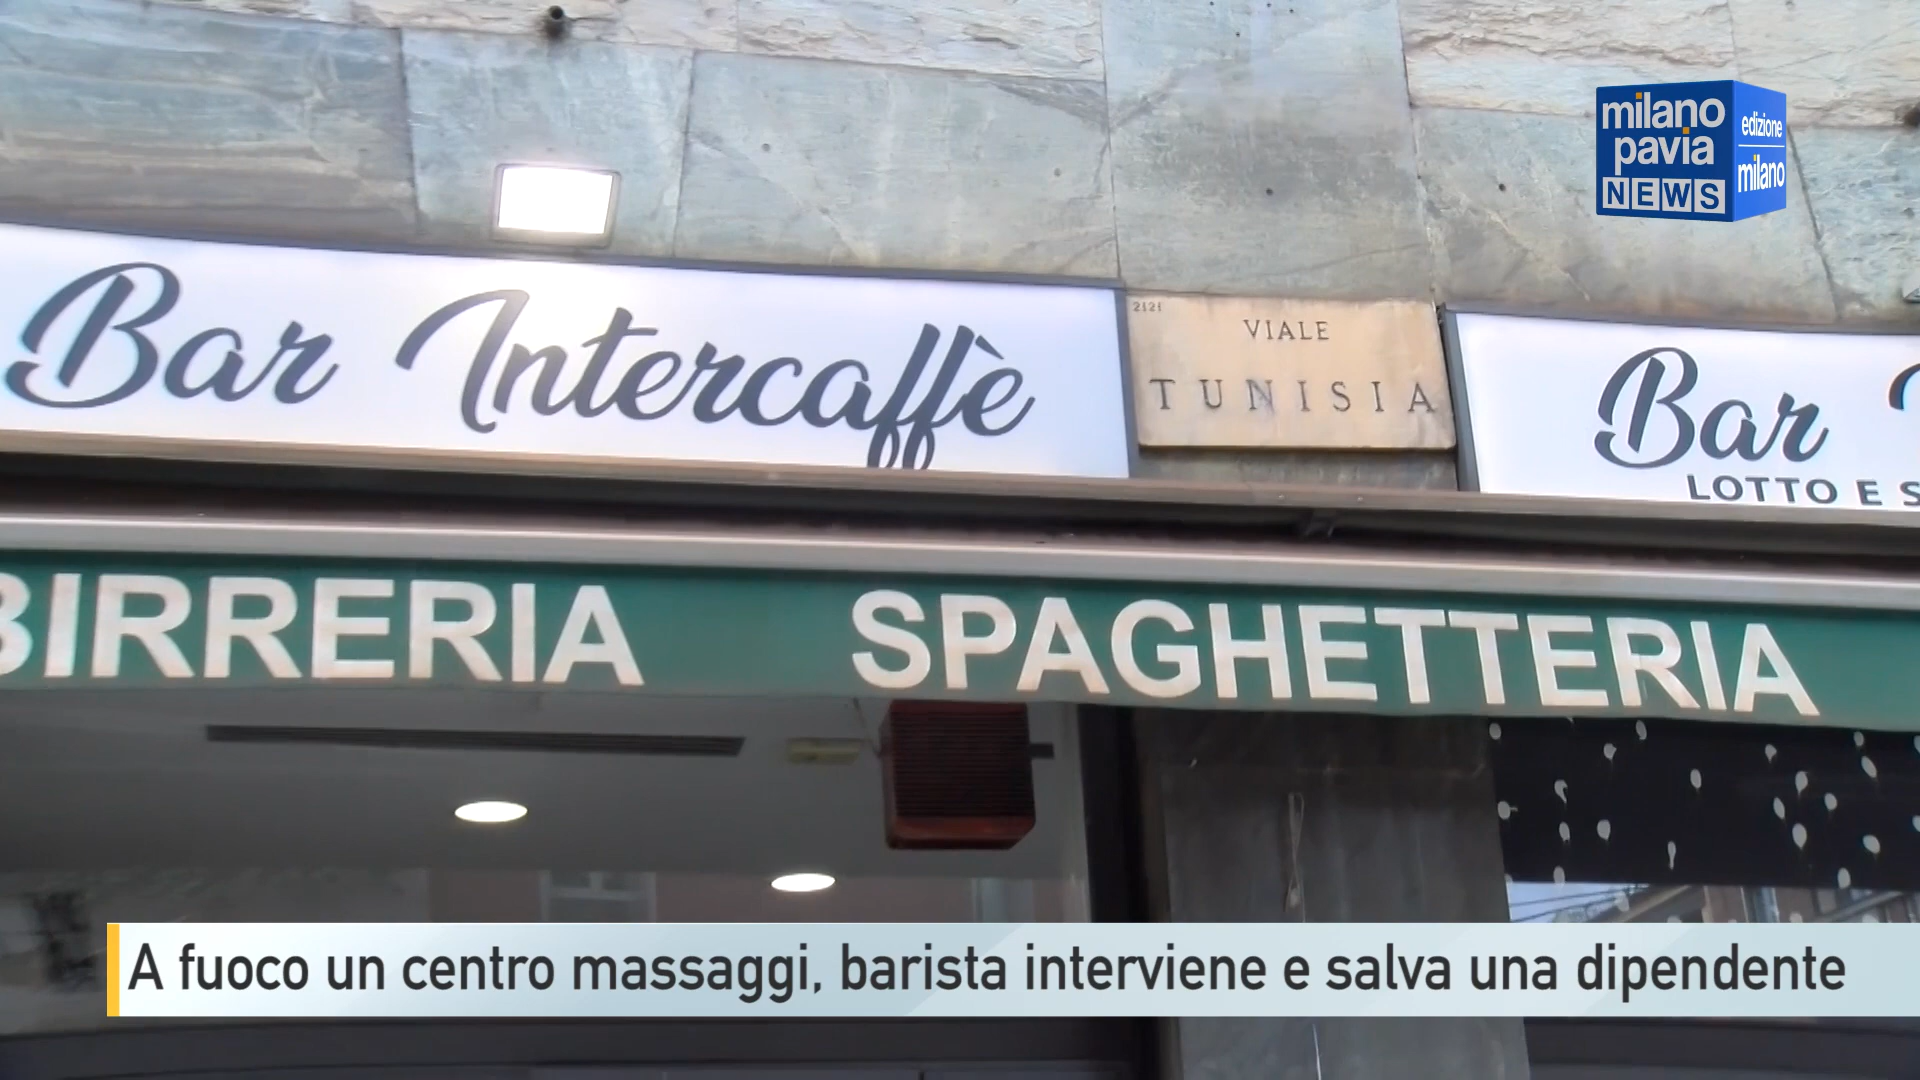 milano
pavia
NEWS
edizione
milano
Bar Intercaffè
2121
VIALE
TUNISIA
Bar
LOTTO E S
BIRRERIA SPAGHETTERIA
A fuoco un centro massaggi, barista interviene e salva una dipendente